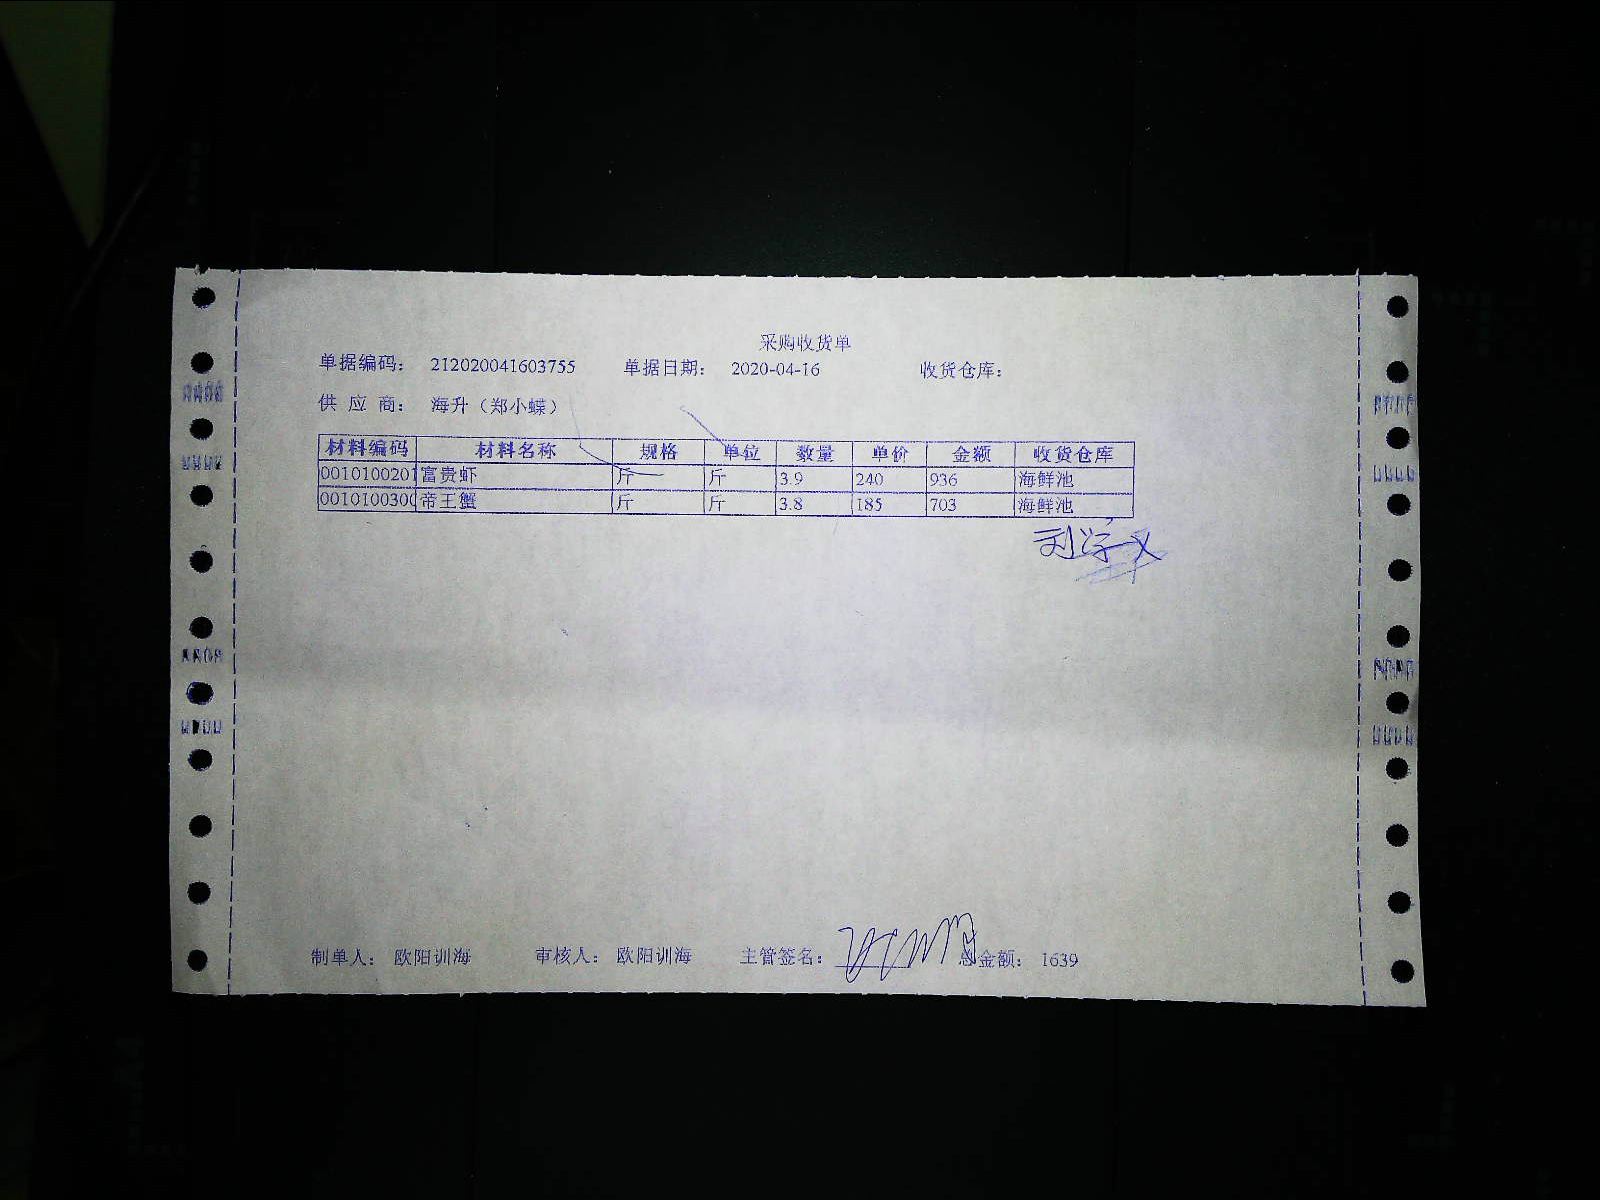 采购收货单
单据编码: 212020041603755 单据日期: 2020-04-16 收货仓库:
供 应 商: 海升（郑小蝶）
材料编码 材料名称 规格 单位 数量 单价 金额 收货仓库
0010100201 富贵虾 斤 斤 3.9 240 936 海鲜池
001010030 帝王蟹 斤 斤 3.8 185 703 海鲜池
制单人: 欧阳训海 审核人: 欧阳训海 主管签名: 总金额: 1639